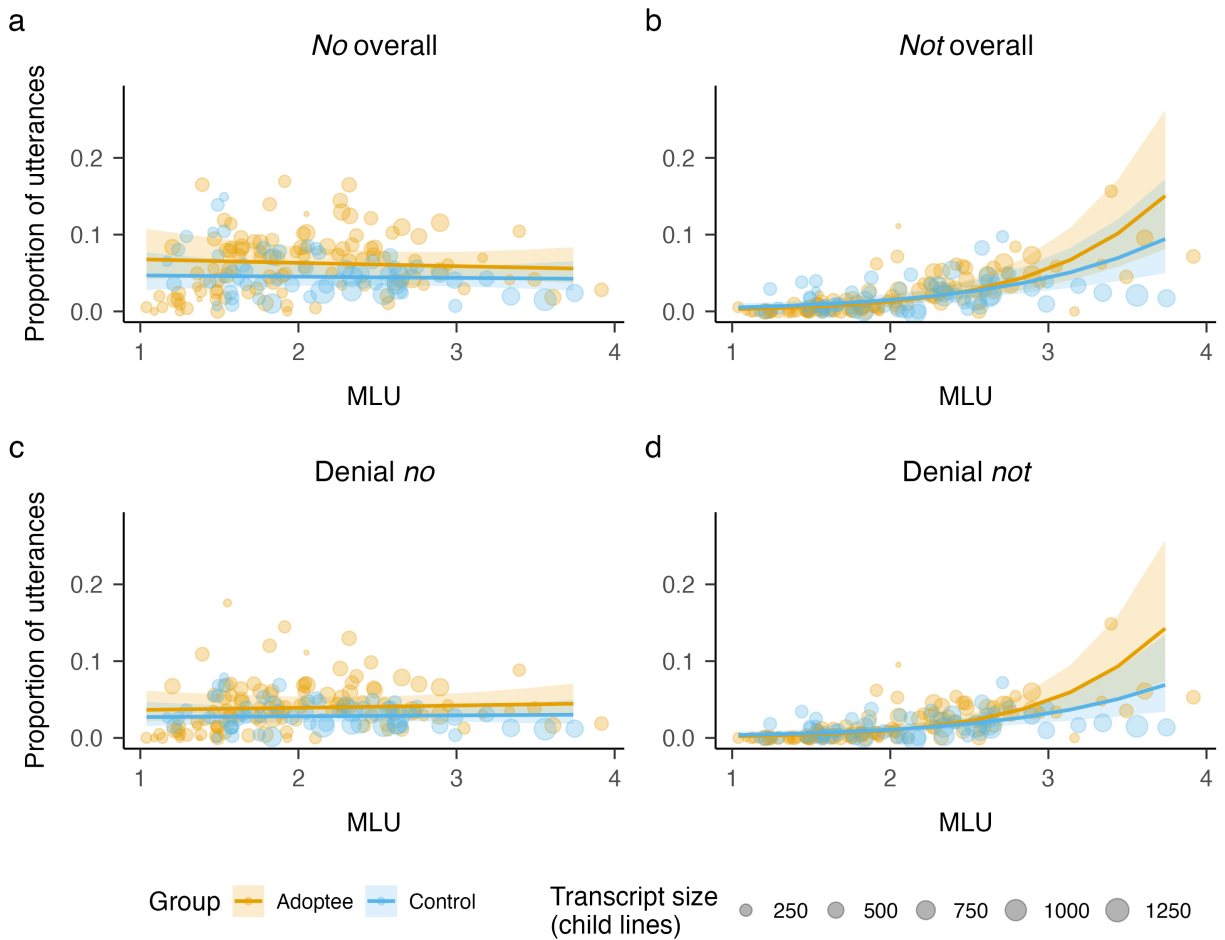 a
No overall
Proportion of utterances
0.2
0.1
0.0
1 2 3 4
MLU
b
Not overall
0.2
0.1
0.0
1 2 3 4
MLU
c
Denial no
Proportion of utterances
0.2
0.1
0.0
1 2 3 4
MLU
d
Denial not
0.2
0.1
0.0
1 2 3 4
MLU
Group Adoptee Control
Transcript size
(child lines)
250 500 750 1000 1250